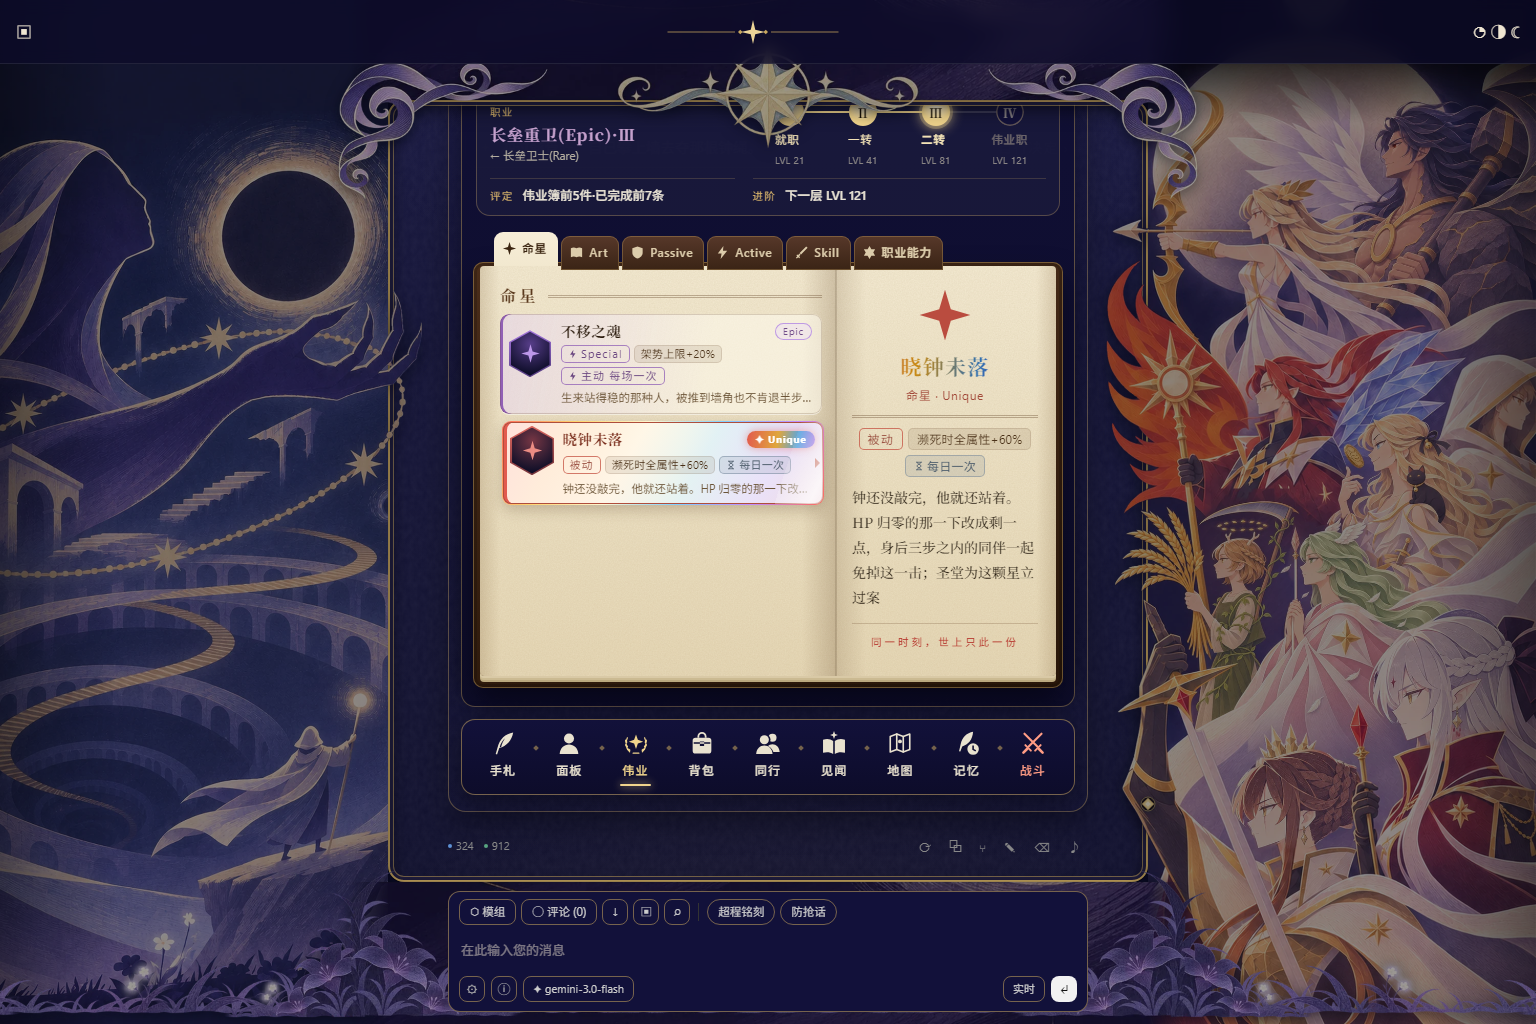 职业
长垒重卫(Epic)·III
← 长垒卫士(Rare)
II III IV
就职 一转 二转 伟业职
LVL 21 LVL 41 LVL 81 LVL 121
评定 伟业簿前5件·已完成前7条
进阶 下一层 LVL 121
命星 Art Passive Active Skill 职业能力
命星
不移之魂 Epic
Special 架势上限+20%
主动 每场一次
生来站得稳的那种人，被推到墙角也不肯退半步…
晓钟未落 Unique
被动 濒死时全属性+60% 每日一次
钟还没敲完，他就还站着。HP 归零的那一下改…
晓钟未落
命星 · Unique
被动 濒死时全属性+60%
每日一次
钟还没敲完，他就还站着。
HP 归零的那一下改成剩一
点，身后三步之内的同伴一起
免掉这一击；圣堂为这颗星立
过案
同一时刻，世上只此一份
手札 面板 伟业 背包 同行 见闻 地图 记忆 战斗
324 912
模组 评论 (0) 超程铭刻 防抢话
在此输入您的消息
gemini-3.0-flash 实时